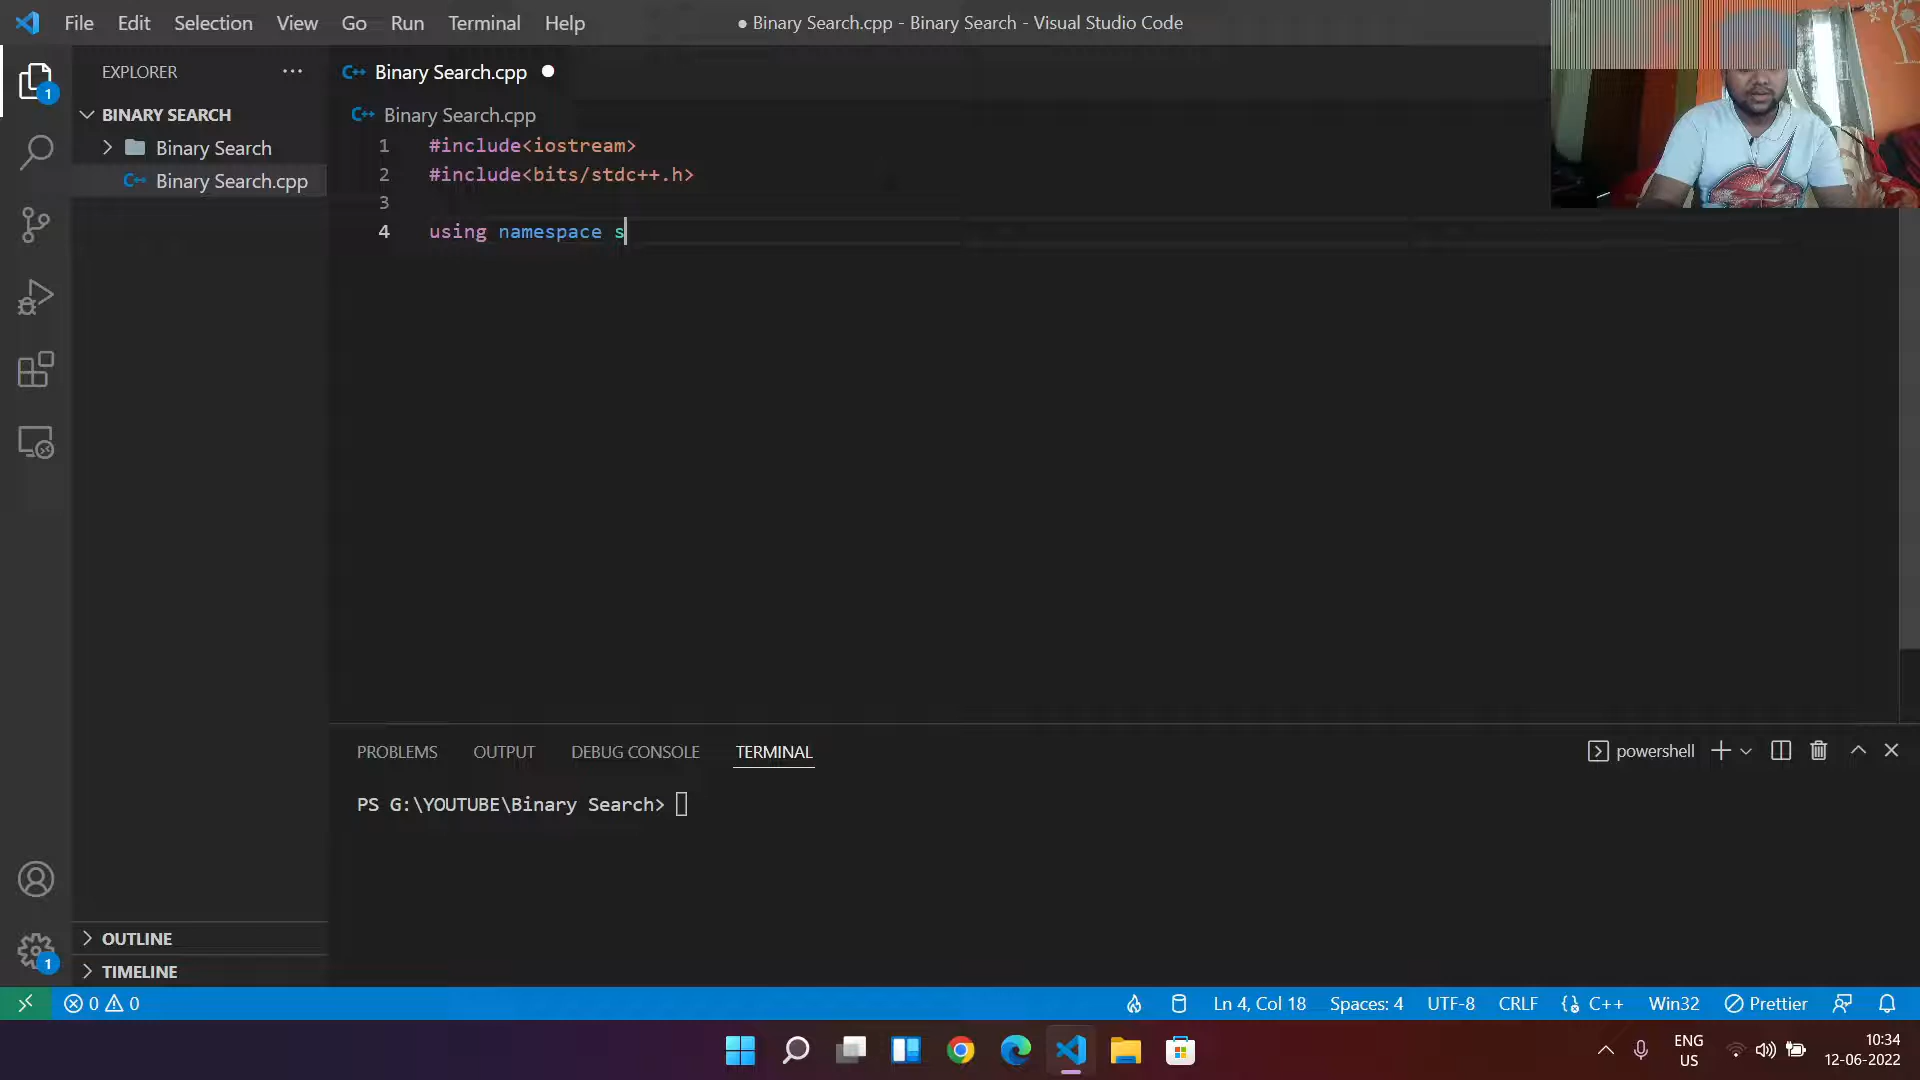 File Edit Selection View Go Run Terminal Help
● Binary Search.cpp - Binary Search - Visual Studio Code
EXPLORER
BINARY SEARCH
Binary Search
C++ Binary Search.cpp
C++ Binary Search.cpp
C++ Binary Search.cpp
1 #include<iostream>
2 #include<bits/stdc++.h>
3
4 using namespace s
PROBLEMS OUTPUT DEBUG CONSOLE TERMINAL
powershell
PS G:\YOUTUBE\Binary Search>
1
OUTLINE
1
TIMELINE
0 0
Ln 4, Col 18 Spaces: 4 UTF-8 CRLF C++ Win32 Prettier
ENG
US
10:34
12-06-2022